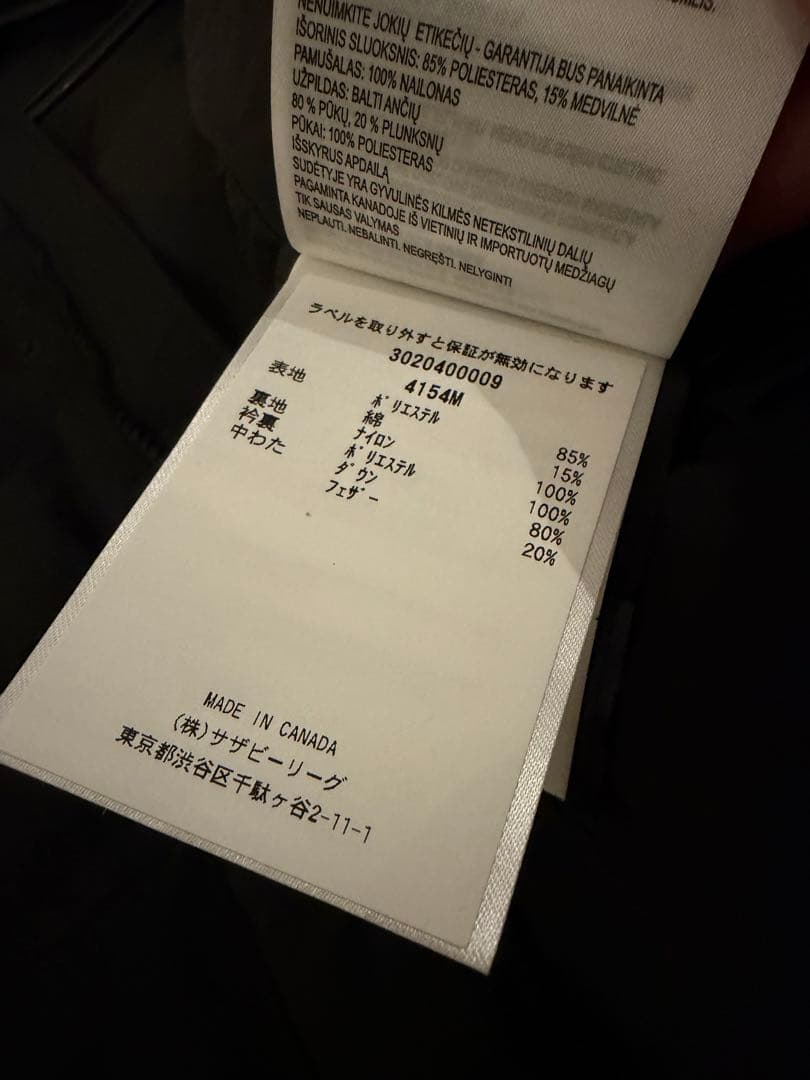 NENUIMKITE JOKIŲ ETIKEČIŲ - GARANTIJA BUS PANAIKINTA
IŠORINIS SLUOKSNIS: 85% POLIESTERAS, 15% MEDVILNĖ
PAMUŠALAS: 100% NAILONAS
UŽPILDAS: BALTI ANČIŲ
80 % PŪKŲ, 20 % PLUNKSNŲ
PŪKAI: 100% POLIESTERAS
IŠSKYRUS APDAILĄ
SUDĖTYJE YRA GYVULINĖS KILMĖS NETEKSTILINIŲ DALIŲ
PAGAMINTA KANADOJE IŠ VIETINIŲ IR IMPORTUOTŲ MEDŽIAGŲ
TIK SAUSAS VALYMAS
NEPLAUTI. NEBALINTI. NEGRĘŠTI. NELYGINTI
ラベルを取り外すと保証が無効になります
3020400009
4154M
表地 ポリエステル 85%
綿 15%
裏地 ナイロン 100%
衿裏 ポリエステル 100%
中わた ダウン 80%
フェザー 20%
MADE IN CANADA
(株)サザビーリーグ
東京都渋谷区千駄ヶ谷2-11-1